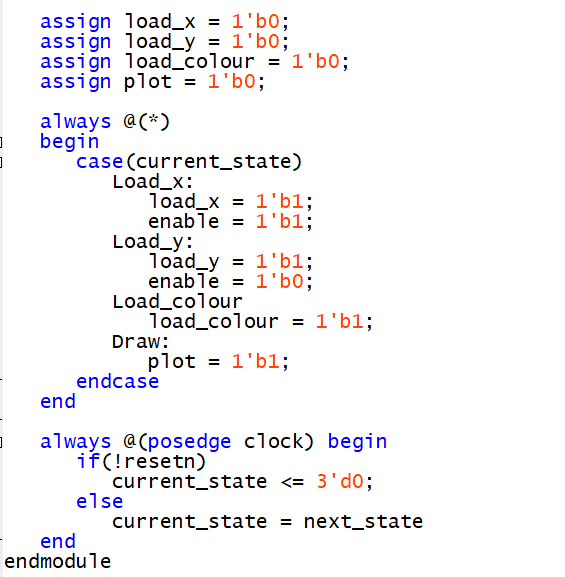 assign load_x = 1'b0;
assign load_y = 1'b0;
assign load_colour = 1'b0;
assign plot = 1'b0;
always @(*)
begin
case(current_state)
Load_x:
load_x = 1'b1;
enable = 1'b1;
Load_y:
load_y = 1'b1;
enable = 1'b0;
Load_colour
load_colour = 1'b1;
Draw:
plot = 1'b1;
endcase
end
always @(posedge clock) begin
if(!resetn)
current_state <= 3'd0;
else
current_state = next_state
end
endmodule